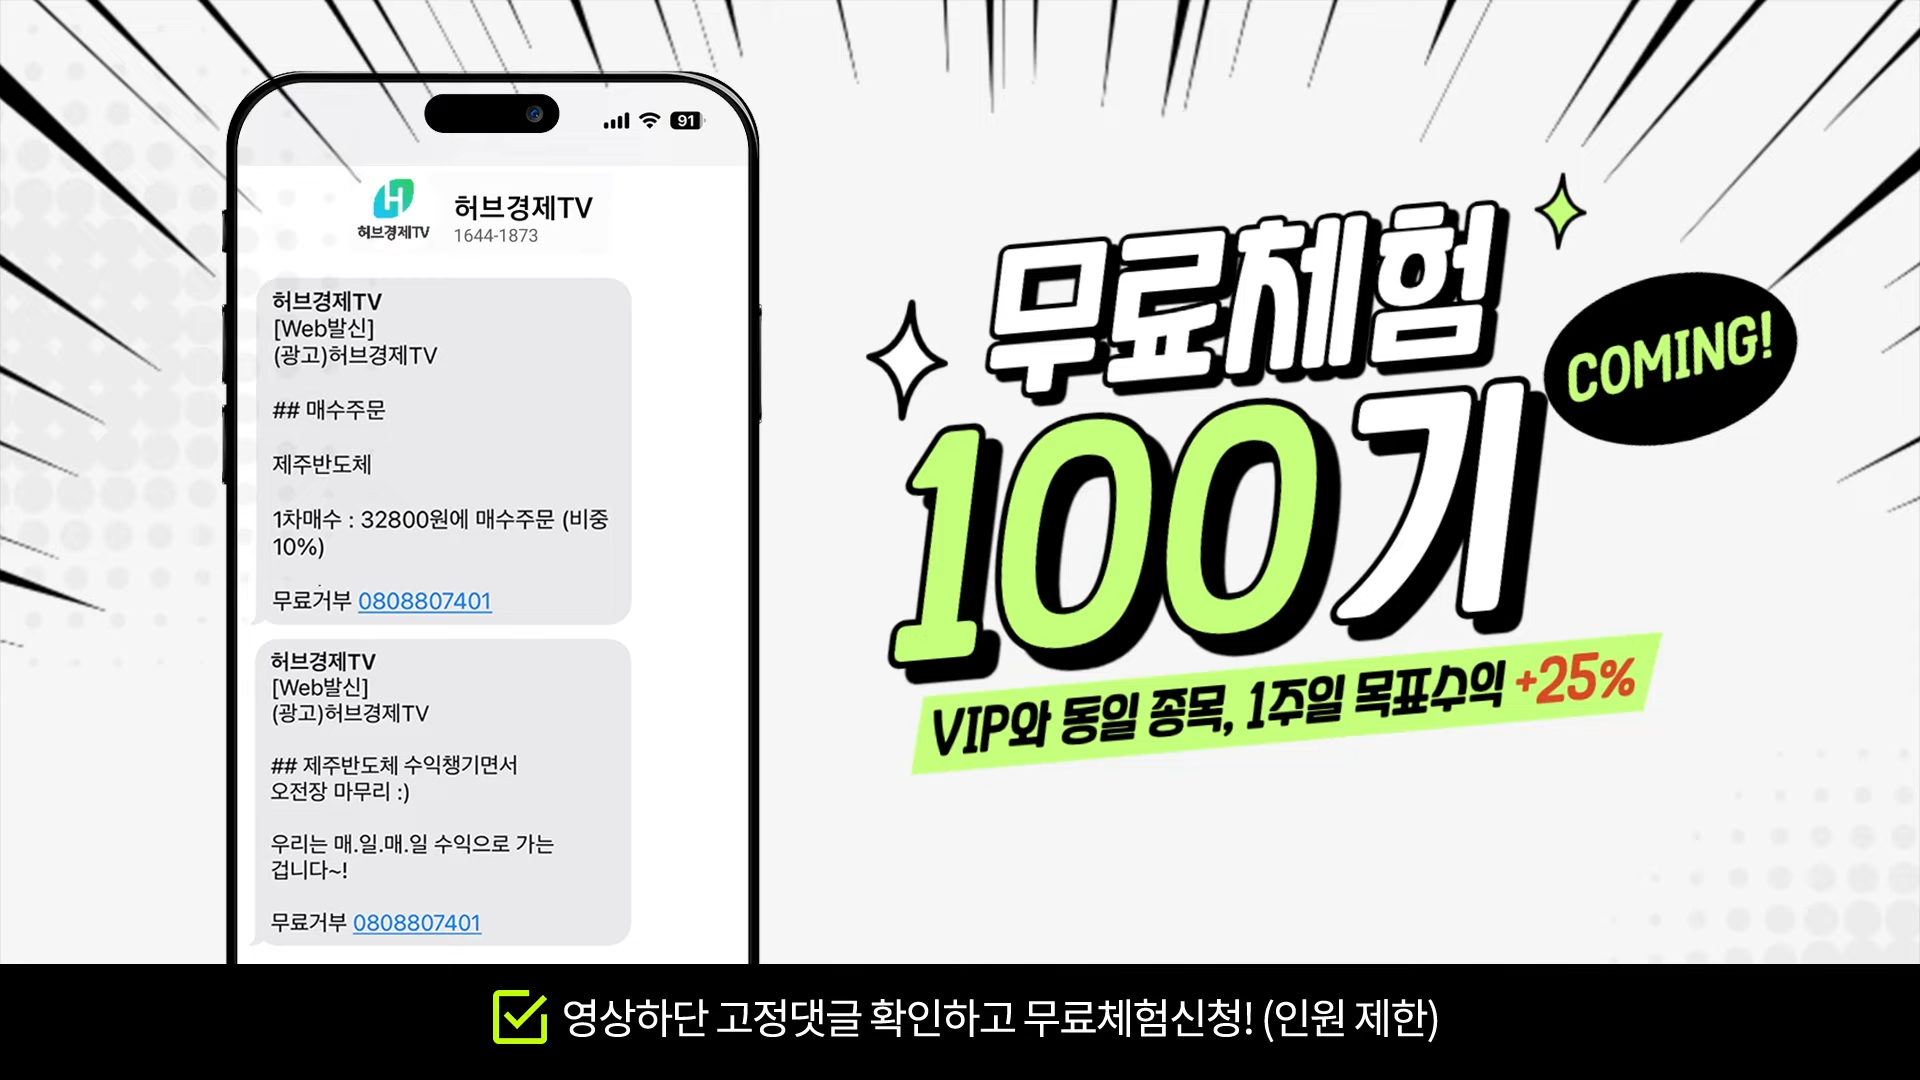 91
허브경제TV
허브경제TV
1644-1873
허브경제TV
[Web발신]
(광고)허브경제TV
## 매수주문
제주반도체
1차매수 : 32800원에 매수주문 (비중
10%)
무료거부 0808807401
허브경제TV
[Web발신]
(광고)허브경제TV
## 제주반도체 수익챙기면서
오전장 마무리 :)
우리는 매.일.매.일 수익으로 가는
겁니다~!
무료거부 0808807401
무료체험
100기
COMING!
VIP와 동일 종목, 1주일 목표수익 +25%
영상하단 고정댓글 확인하고 무료체험신청! (인원 제한)